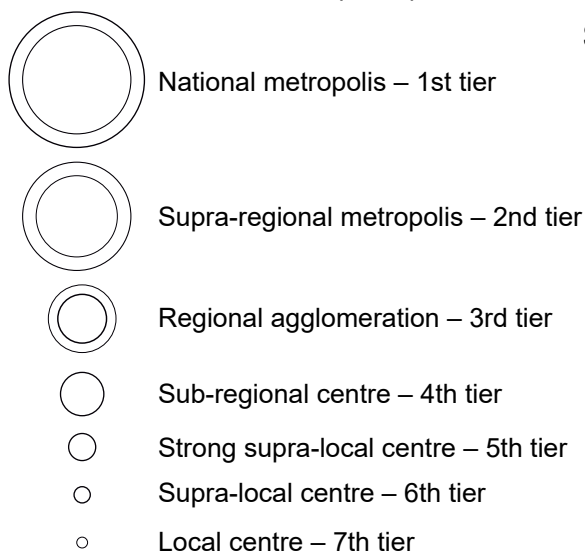 National metropolis – 1st tier
Supra-regional metropolis – 2nd tier
Regional agglomeration – 3rd tier
Sub-regional centre – 4th tier
Strong supra-local centre – 5th tier
Supra-local centre – 6th tier
Local centre – 7th tier